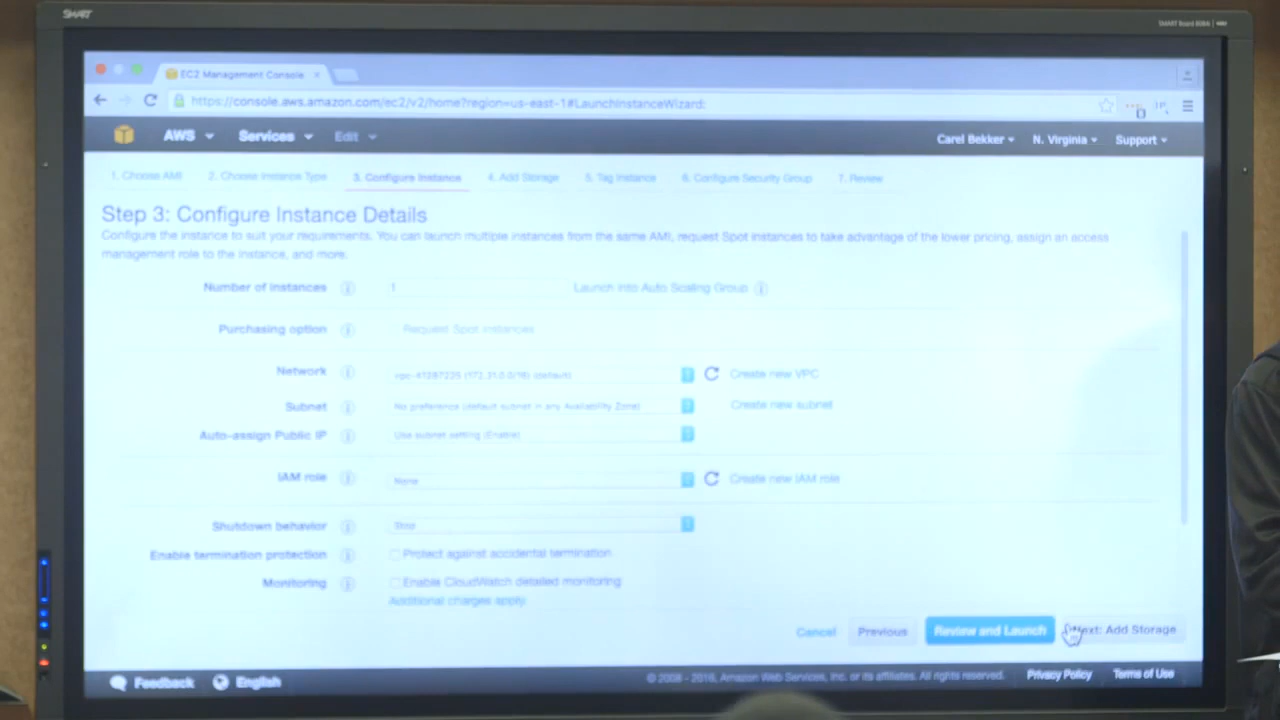 SMART
EC2 Management Console
https://console.aws.amazon.com/ec2/v2/home?region=us-east-1#LaunchInstanceWizard:
AWS Services Edit Carel Bekker N. Virginia Support
1. Choose AMI 2. Choose Instance Type 3. Configure Instance 4. Add Storage 5. Tag Instance 6. Configure Security Group 7. Review
Step 3: Configure Instance Details
Configure the instance to suit your requirements. You can launch multiple instances from the same AMI, request Spot instances to take advantage of the lower pricing, assign an access
management role to the instance, and more.
Number of instances 1 Launch into Auto Scaling Group
Purchasing option Request Spot instances
Network (172.31.0.0/16) (default) Create new VPC
Subnet No preference (default subnet in any Availability Zone) Create new subnet
Auto-assign Public IP Use subnet setting (Enable)
IAM role None Create new IAM role
Shutdown behavior Stop
Enable termination protection Protect against accidental termination
Monitoring Enable CloudWatch detailed monitoring
Additional charges apply.
Cancel Previous Review and Launch Next: Add Storage
Feedback English © 2008 - 2016, Amazon Web Services, Inc. or its affiliates. All rights reserved. Privacy Policy Terms of Use